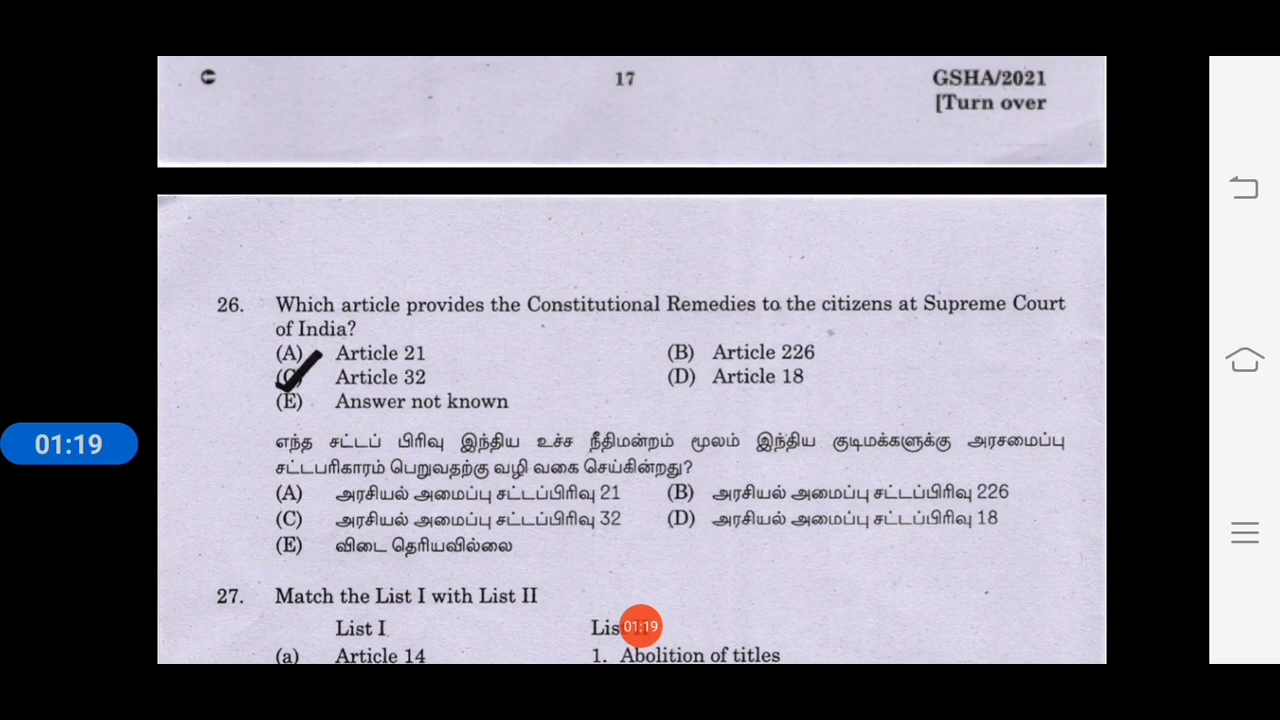 17 GSHA/2021
[Turn over
26. Which article provides the Constitutional Remedies to the citizens at Supreme Court
of India?
(A) Article 21 (B) Article 226
(C) Article 32 (D) Article 18
(E) Answer not known
எந்த சட்டப் பிரிவு இந்திய உச்ச நீதிமன்றம் மூலம் இந்திய குடிமக்களுக்கு அரசமைப்பு
சட்டபரிகாரம் பெறுவதற்கு வழி வகை செய்கின்றது?
(A) அரசியல் அமைப்பு சட்டப்பிரிவு 21 (B) அரசியல் அமைப்பு சட்டப்பிரிவு 226
(C) அரசியல் அமைப்பு சட்டப்பிரிவு 32 (D) அரசியல் அமைப்பு சட்டப்பிரிவு 18
(E) விடை தெரியவில்லை
01:19
27. Match the List I with List II
List I
01:19
(a) Article 14 1. Abolition of titles